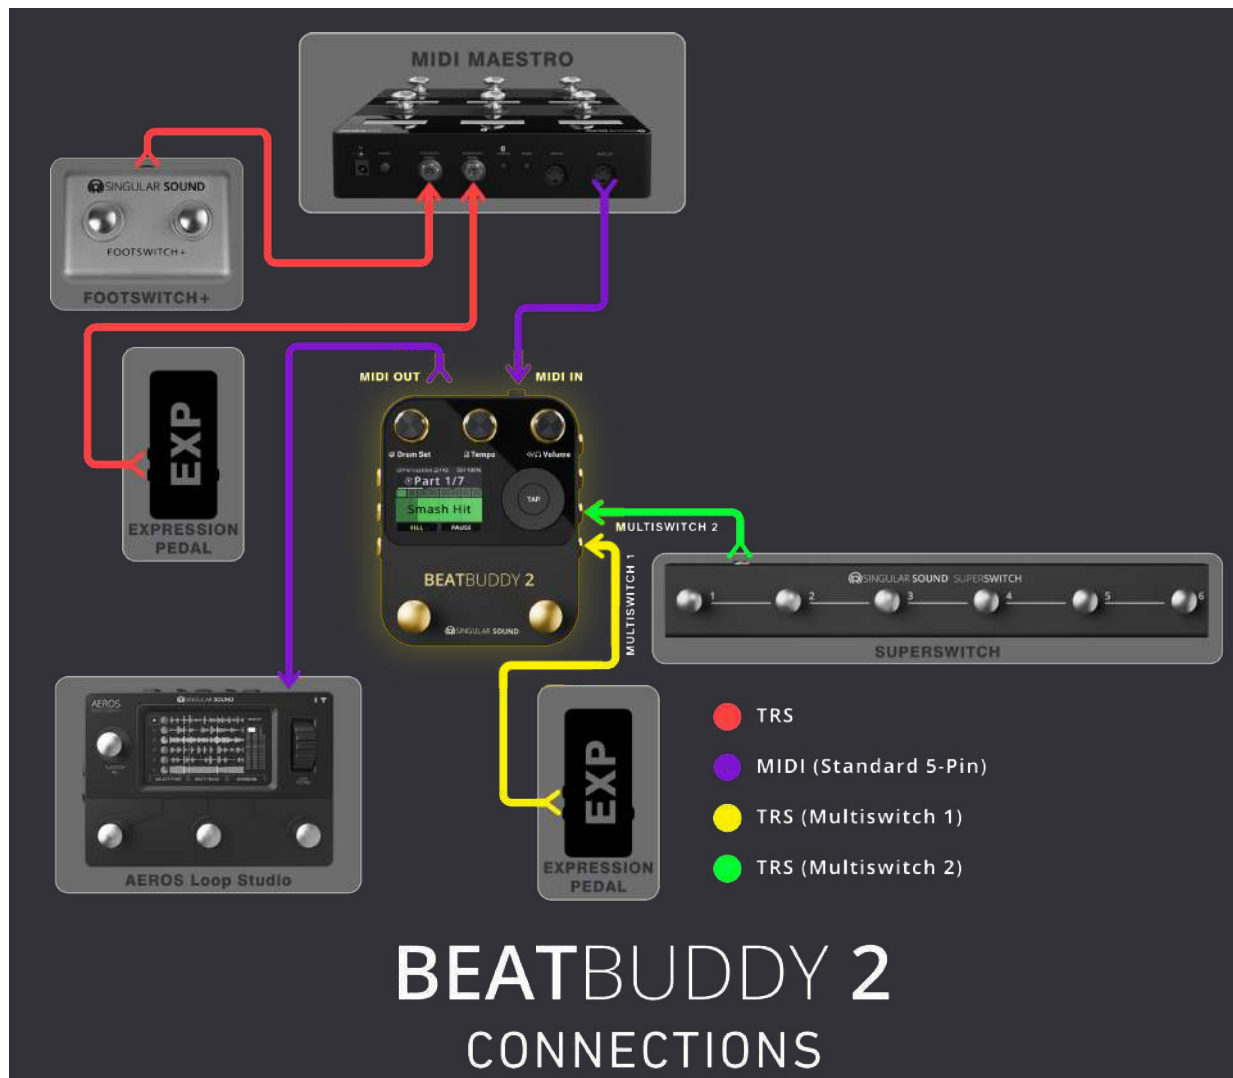 MIDI MAESTRO
SINGULAR SOUND
FOOTSWITCH+
FOOTSWITCH+
EXP
EXPRESSION
PEDAL
MIDI OUT
MIDI IN
Drum Set
Tempo
Volume
Part 1/7
Smash Hit
FILL
PAUSE
TAP
BEATBUDDY 2
SINGULAR SOUND
MULTISWITCH 2
MULTISWITCH 1
SINGULAR SOUND SUPERSWITCH
1 2 3 4 5 6
SUPERSWITCH
AEROS
SINGULAR SOUND
AEROS Loop Studio
EXP
EXPRESSION
PEDAL
TRS
MIDI (Standard 5-Pin)
TRS (Multiswitch 1)
TRS (Multiswitch 2)
BEATBUDDY 2
CONNECTIONS